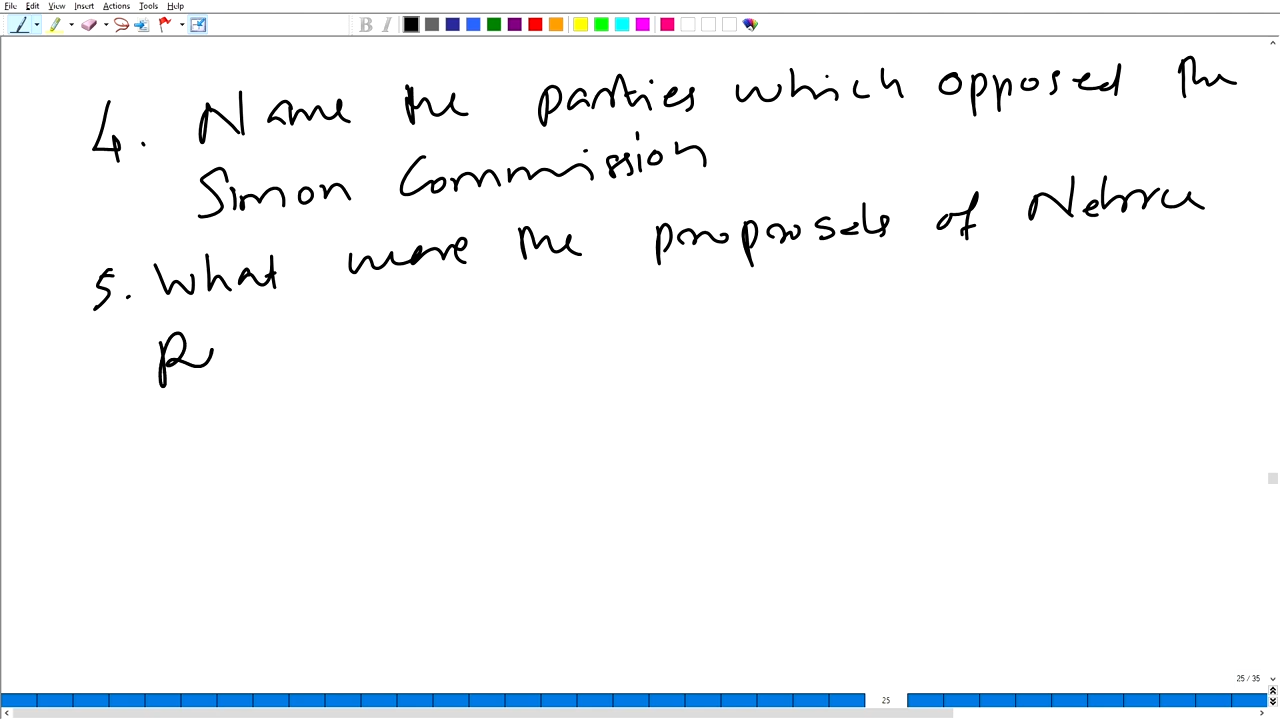 File Edit View Insert Actions Tools Help
B I
4. Name the parties which opposed the
Simon Commission
5. What were the proposals of Nehru
R
25 / 35
25